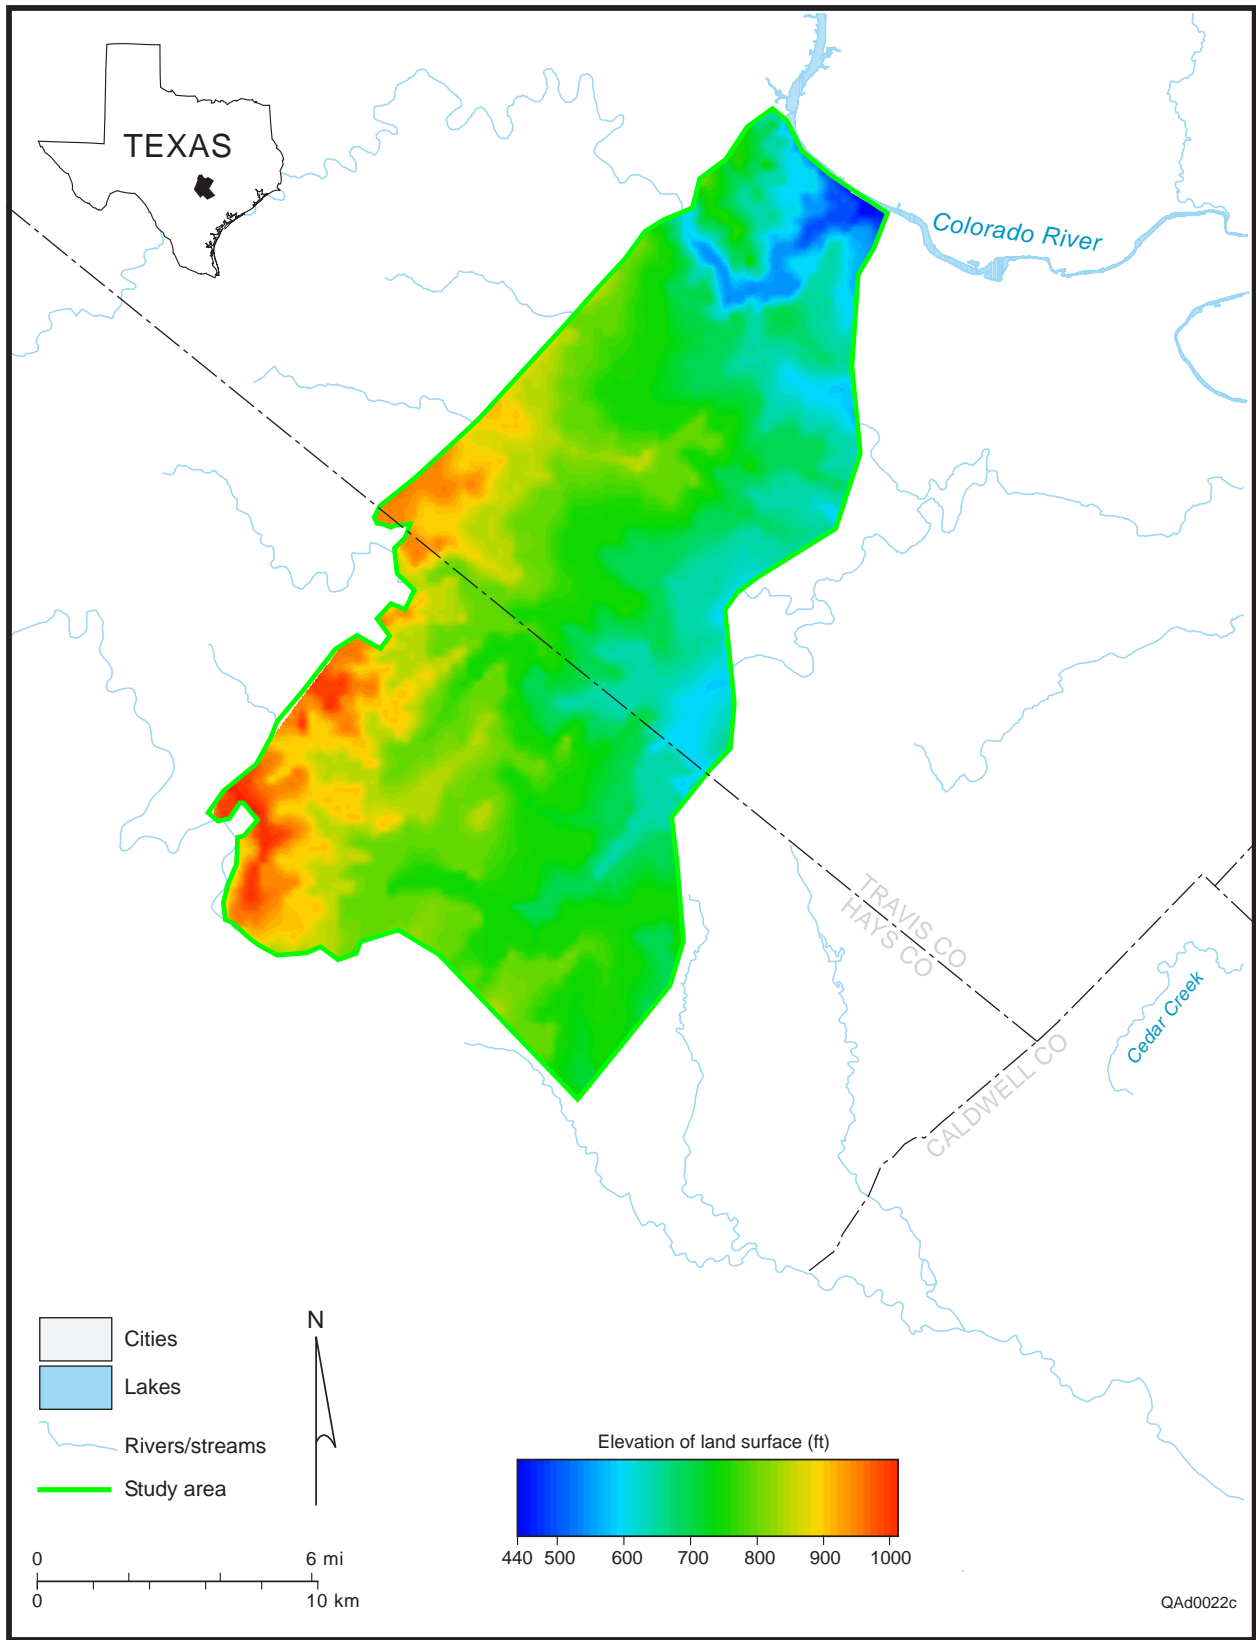 TEXAS
Colorado River
TRAVIS CO
HAYS CO
Cedar Creek
CALDWELL CO
Cities
Lakes
Rivers/streams
Study area
N
Elevation of land surface (ft)
440 500 600 700 800 900 1000
0 6 mi
0 10 km
QAd0022c